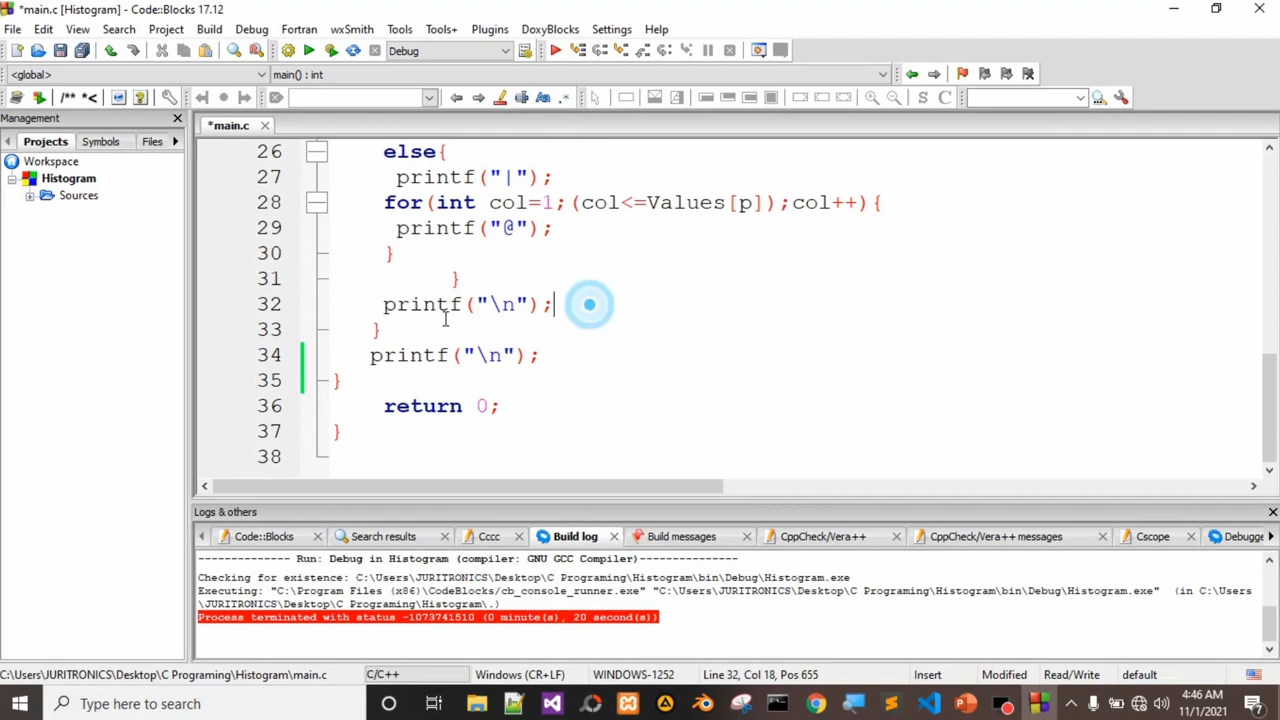 *main.c [Histogram] - Code::Blocks 17.12
File Edit View Search Project Build Debug Fortran wxSmith Tools Tools+ Plugins DoxyBlocks Settings Help
Debug
<global> main() : int
/** *<
S C
Management
*main.c
Projects Symbols Files
Workspace
Histogram
Sources
26 else{
27 printf("|");
28 for(int col=1;(col<=Values[p]);col++){
29 printf("@");
30 }
31 }
32 printf("\n");
33 }
34 printf("\n");
35 }
36 return 0;
37 }
38
Logs & others
Code::Blocks Search results Cccc Build log Build messages CppCheck/Vera++ CppCheck/Vera++ messages Cscope Debugge
-------------- Run: Debug in Histogram (compiler: GNU GCC Compiler)---------------
Checking for existence: C:\Users\JURITRONICS\Desktop\C Programing\Histogram\bin\Debug\Histogram.exe
Executing: "C:\Program Files (x86)\CodeBlocks/cb_console_runner.exe" "C:\Users\JURITRONICS\Desktop\C Programing\Histogram\bin\Debug\Histogram.exe" (in C:\Users
\JURITRONICS\Desktop\C Programing\Histogram\.)
Process terminated with status -1073741510 (0 minute(s), 20 second(s))
C:\Users\JURITRONICS\Desktop\C Programing\Histogram\main.c C/C++ Windows (CR+LF) WINDOWS-1252 Line 32, Col 18, Pos 655 Insert Modified Read/Write default
Type here to search
4:46 AM
11/1/2021
7